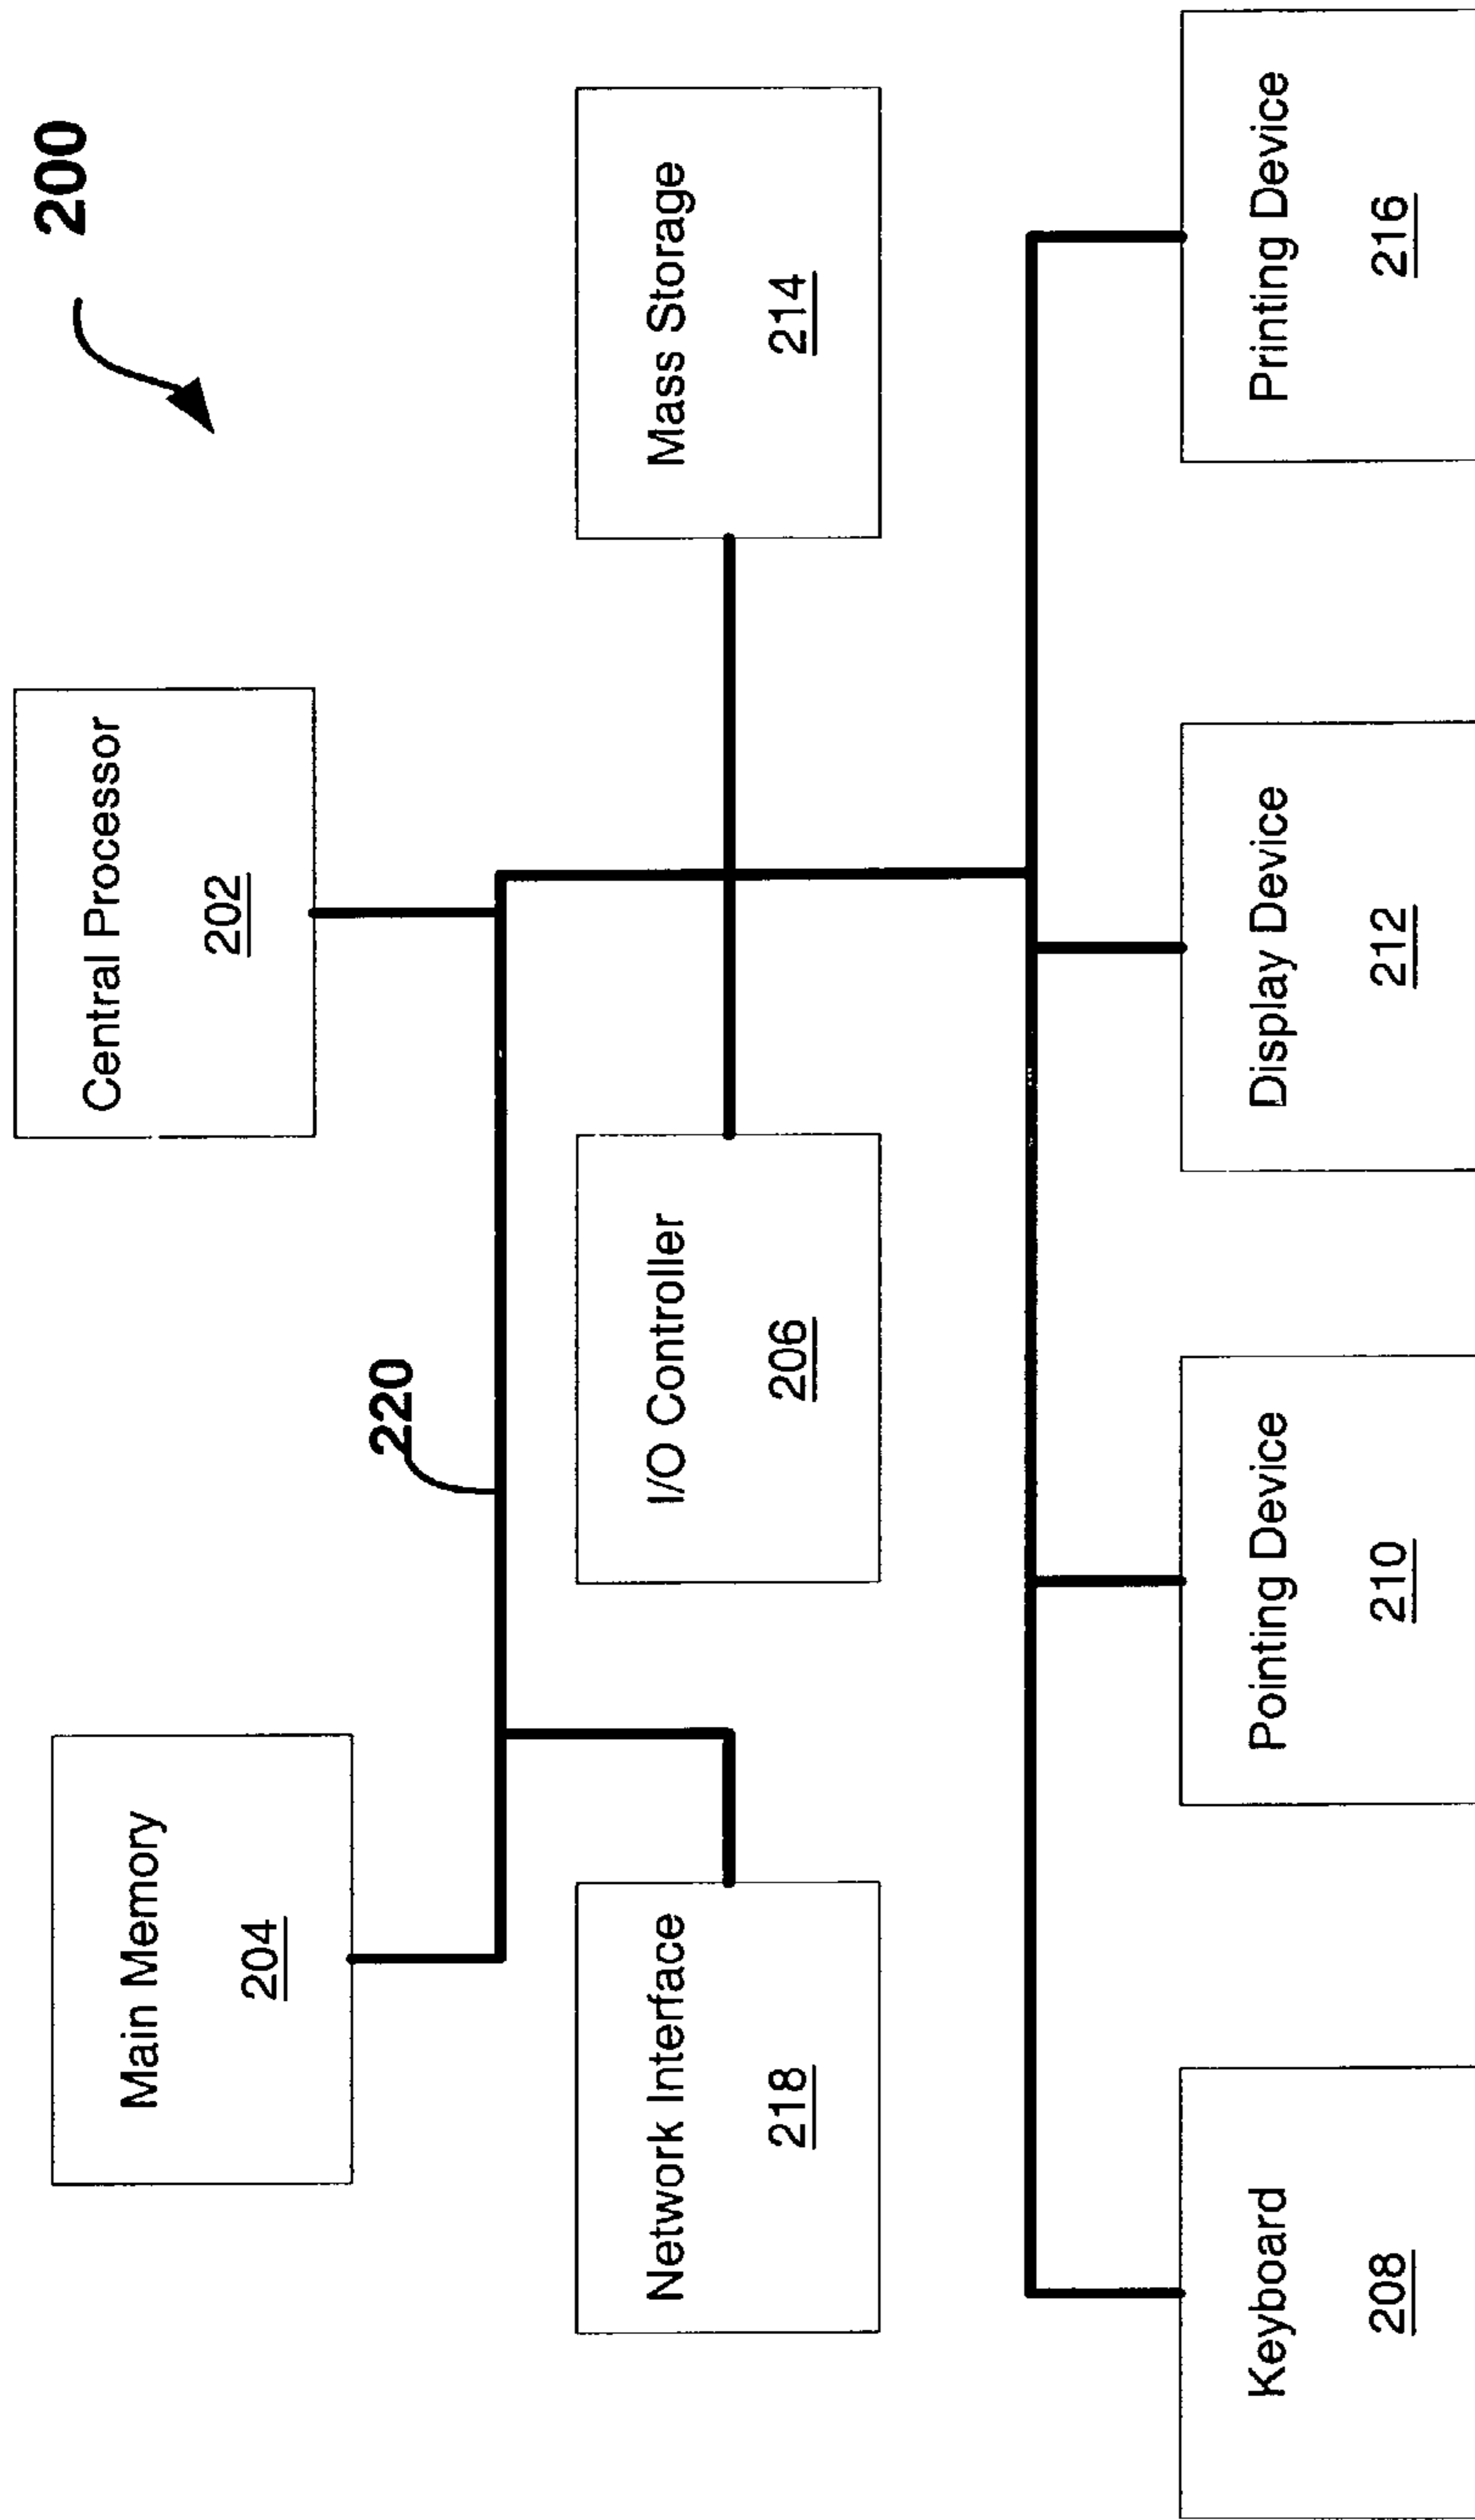 200
Main Memory
204
Central Processor
202
220
Network Interface
218
I/O Controller
206
Mass Storage
214
Keyboard
208
Pointing Device
210
Display Device
212
Printing Device
216